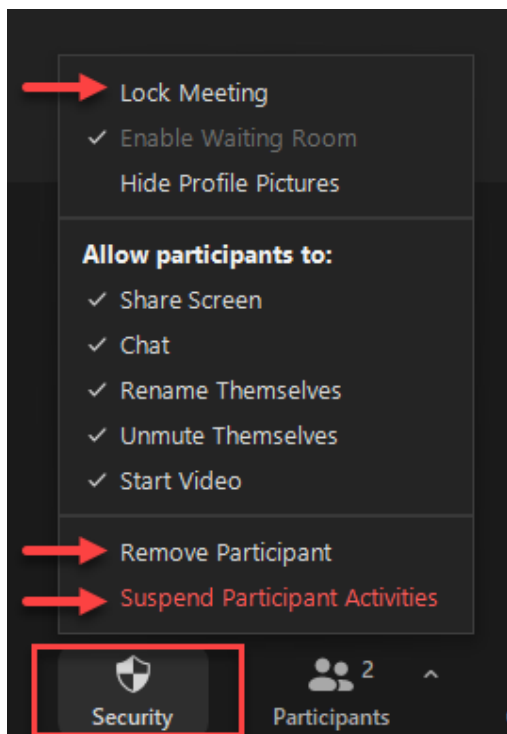 Lock Meeting
Enable Waiting Room
Hide Profile Pictures
Allow participants to:
Share Screen
Chat
Rename Themselves
Unmute Themselves
Start Video
Remove Participant
Suspend Participant Activities
2
Security
Participants